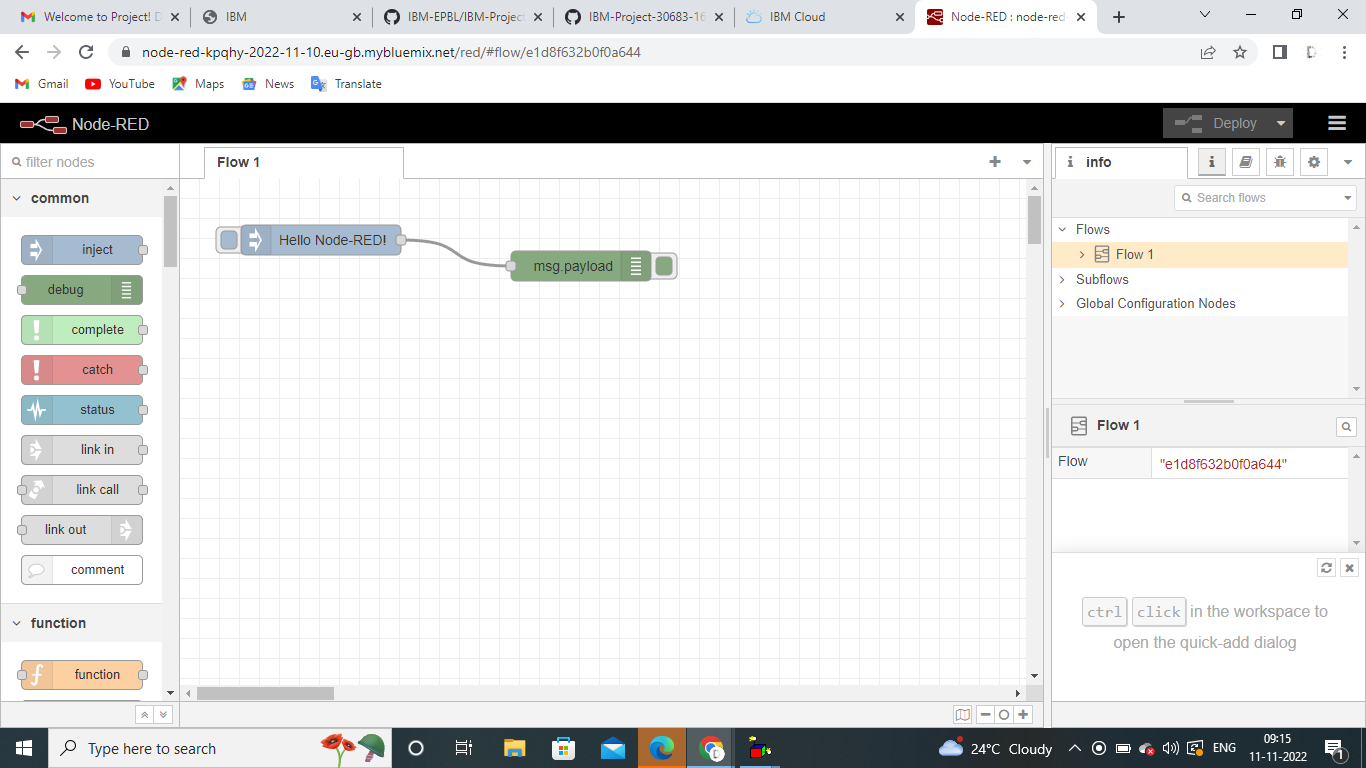 Welcome to Project! D
IBM
IBM-EPBL/IBM-Project
IBM-Project-30683-16
IBM Cloud
Node-RED : node-red
node-red-kpqhy-2022-11-10.eu-gb.mybluemix.net/red/#flow/e1d8f632b0f0a644
Gmail
YouTube
Maps
News
Translate
Node-RED
Deploy
filter nodes
Flow 1
info
Search flows
common
inject
debug
complete
catch
status
link in
link call
link out
comment
function
function
Hello Node-RED!
msg.payload
Flows
Flow 1
Subflows
Global Configuration Nodes
Flow 1
Flow "e1d8f632b0f0a644"
ctrl click in the workspace to
open the quick-add dialog
Type here to search
24°C Cloudy
ENG
09:15
11-11-2022
1